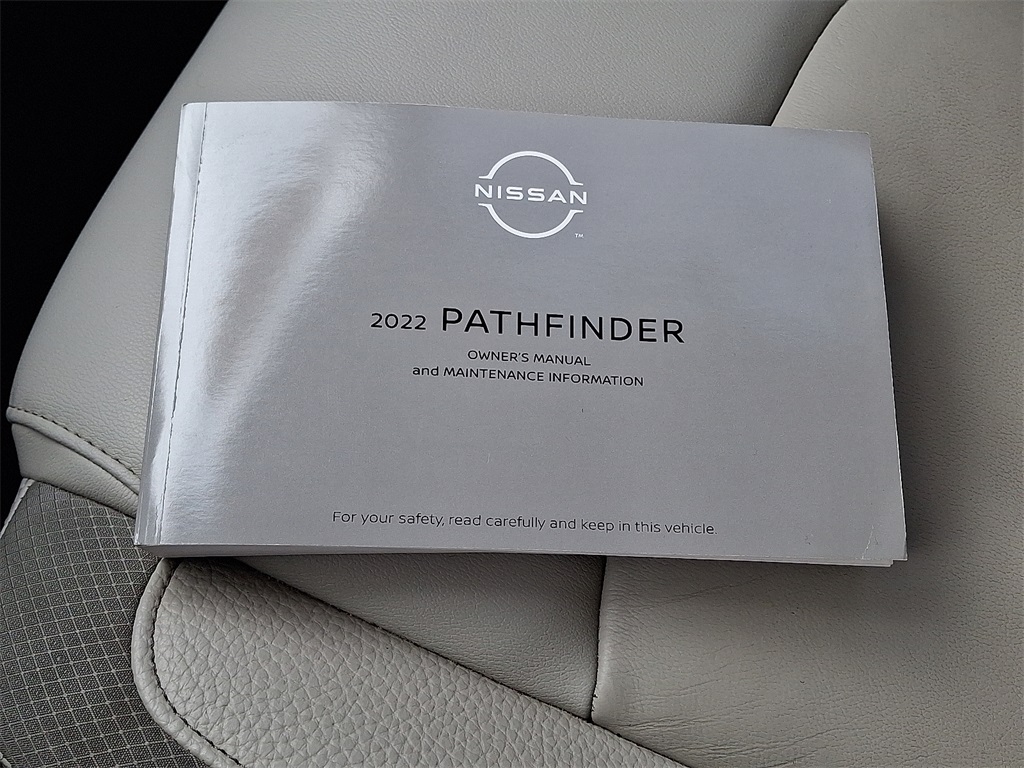 NISSAN
TM
2022 PATHFINDER
OWNER'S MANUAL
and MAINTENANCE INFORMATION
For your safety, read carefully and keep in this vehicle.